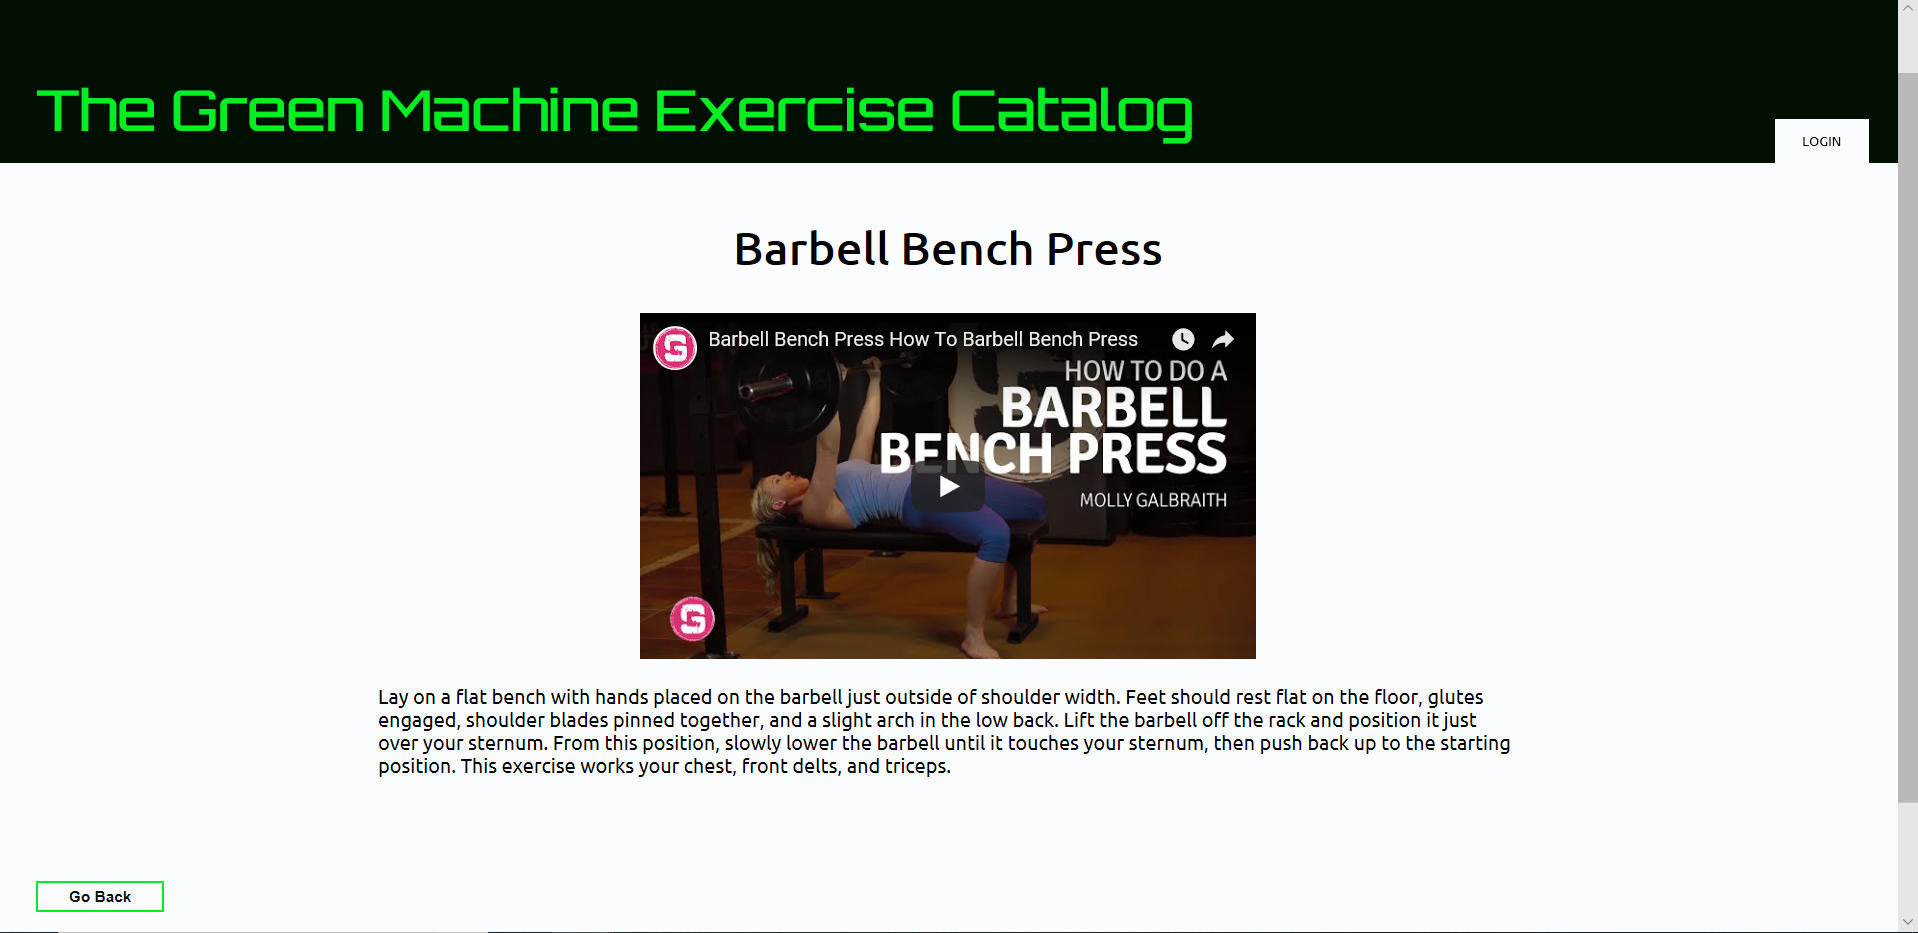 The Green Machine Exercise Catalog
LOGIN
Barbell Bench Press
Barbell Bench Press How To Barbell Bench Press
HOW TO DO A
BARBELL
BENCH PRESS
MOLLY GALBRAITH
Lay on a flat bench with hands placed on the barbell just outside of shoulder width. Feet should rest flat on the floor, glutes
engaged, shoulder blades pinned together, and a slight arch in the low back. Lift the barbell off the rack and position it just
over your sternum. From this position, slowly lower the barbell until it touches your sternum, then push back up to the starting
position. This exercise works your chest, front delts, and triceps.
Go Back